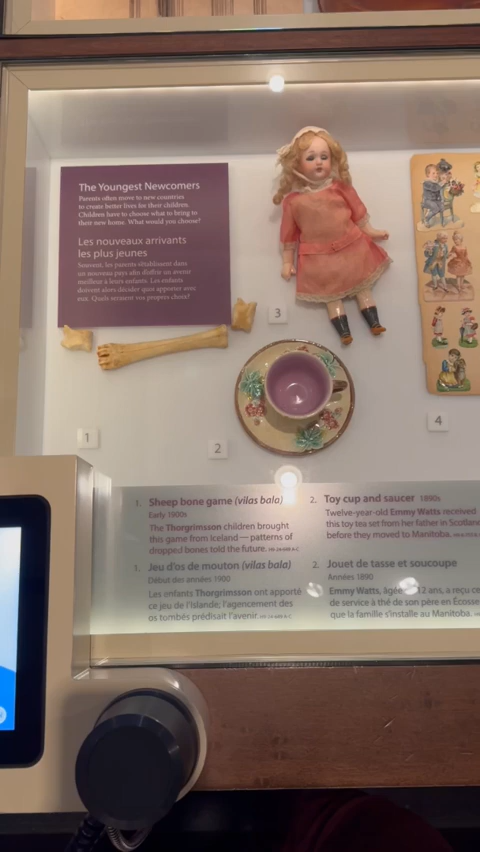 The Youngest Newcomers
Parents often move to new countries
to create better lives for their children.
Children have to choose what to bring to
their new home. What would you choose?
Les nouveaux arrivants
les plus jeunes
Souvent, les parents s'établissent dans
un nouveau pays afin d'offrir un avenir
meilleur à leurs enfants. Les enfants
doivent alors décider quoi apporter avec
eux. Quels seraient vos propres choix?
3
1
2
4
1. Sheep bone game (vilas bala)
Early 1900s
The Thorgrimsson children brought
this game from Iceland — patterns of
dropped bones told the future.
1. Jeu d'os de mouton (vilas bala)
Début des années 1900
Les enfants Thorgrimsson ont apporté
ce jeu de l'Islande; l'agencement des
os tombés prédisait l'avenir.
2. Toy cup and saucer 1890s
Twelve-year-old Emmy Watts received
this toy tea set from her father in Scotland
before they moved to Manitoba.
2. Jouet de tasse et soucoupe
Années 1890
Emmy Watts, âgée 12 ans, a reçu ce
de service à thé de son père en Écosse
que la famille s'installe au Manitoba.